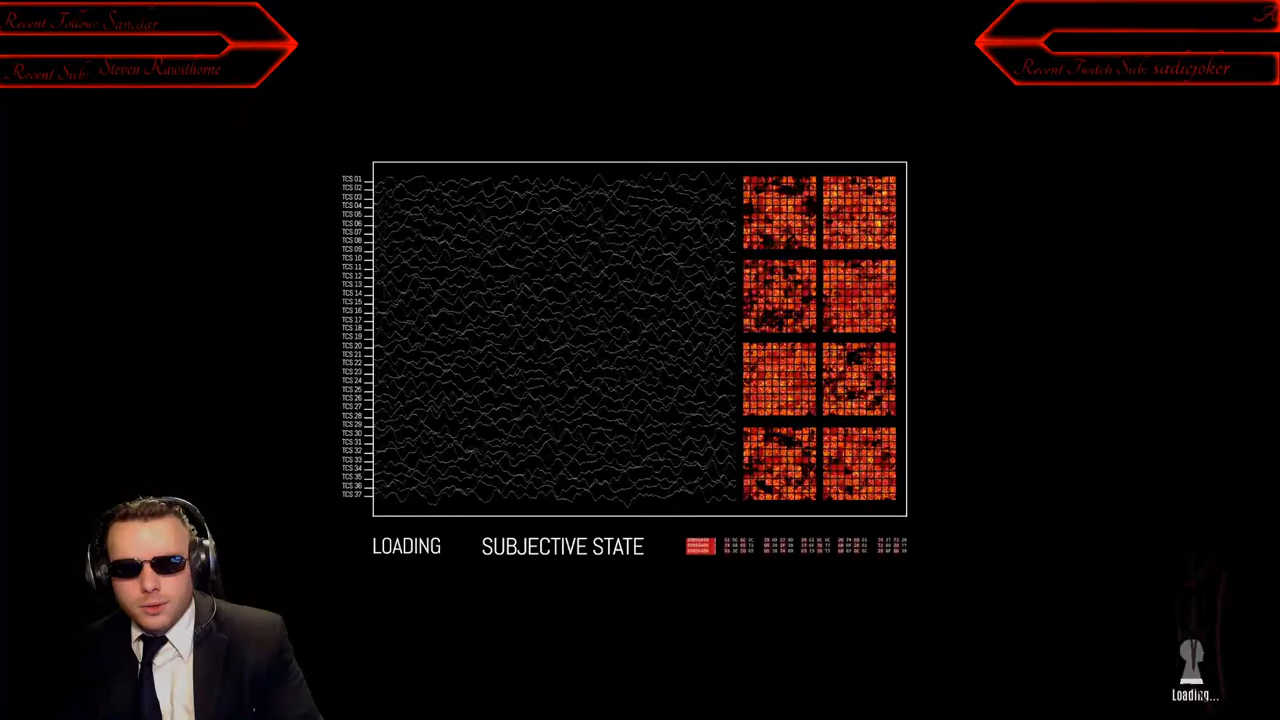 Recent Follow: Sandar
Recent Sub: Steven Rawsthorne
A
Recent Twitch Sub: sadicjoker
TCS 01
TCS 02
TCS 03
TCS 04
TCS 05
TCS 06
TCS 07
TCS 08
TCS 09
TCS 10
TCS 11
TCS 12
TCS 13
TCS 14
TCS 15
TCS 16
TCS 17
TCS 18
TCS 19
TCS 20
TCS 21
TCS 22
TCS 23
TCS 24
TCS 25
TCS 26
TCS 27
TCS 28
TCS 29
TCS 30
TCS 31
TCS 32
TCS 33
TCS 34
TCS 35
TCS 36
TCS 37
LOADING SUBJECTIVE STATE
Loading...